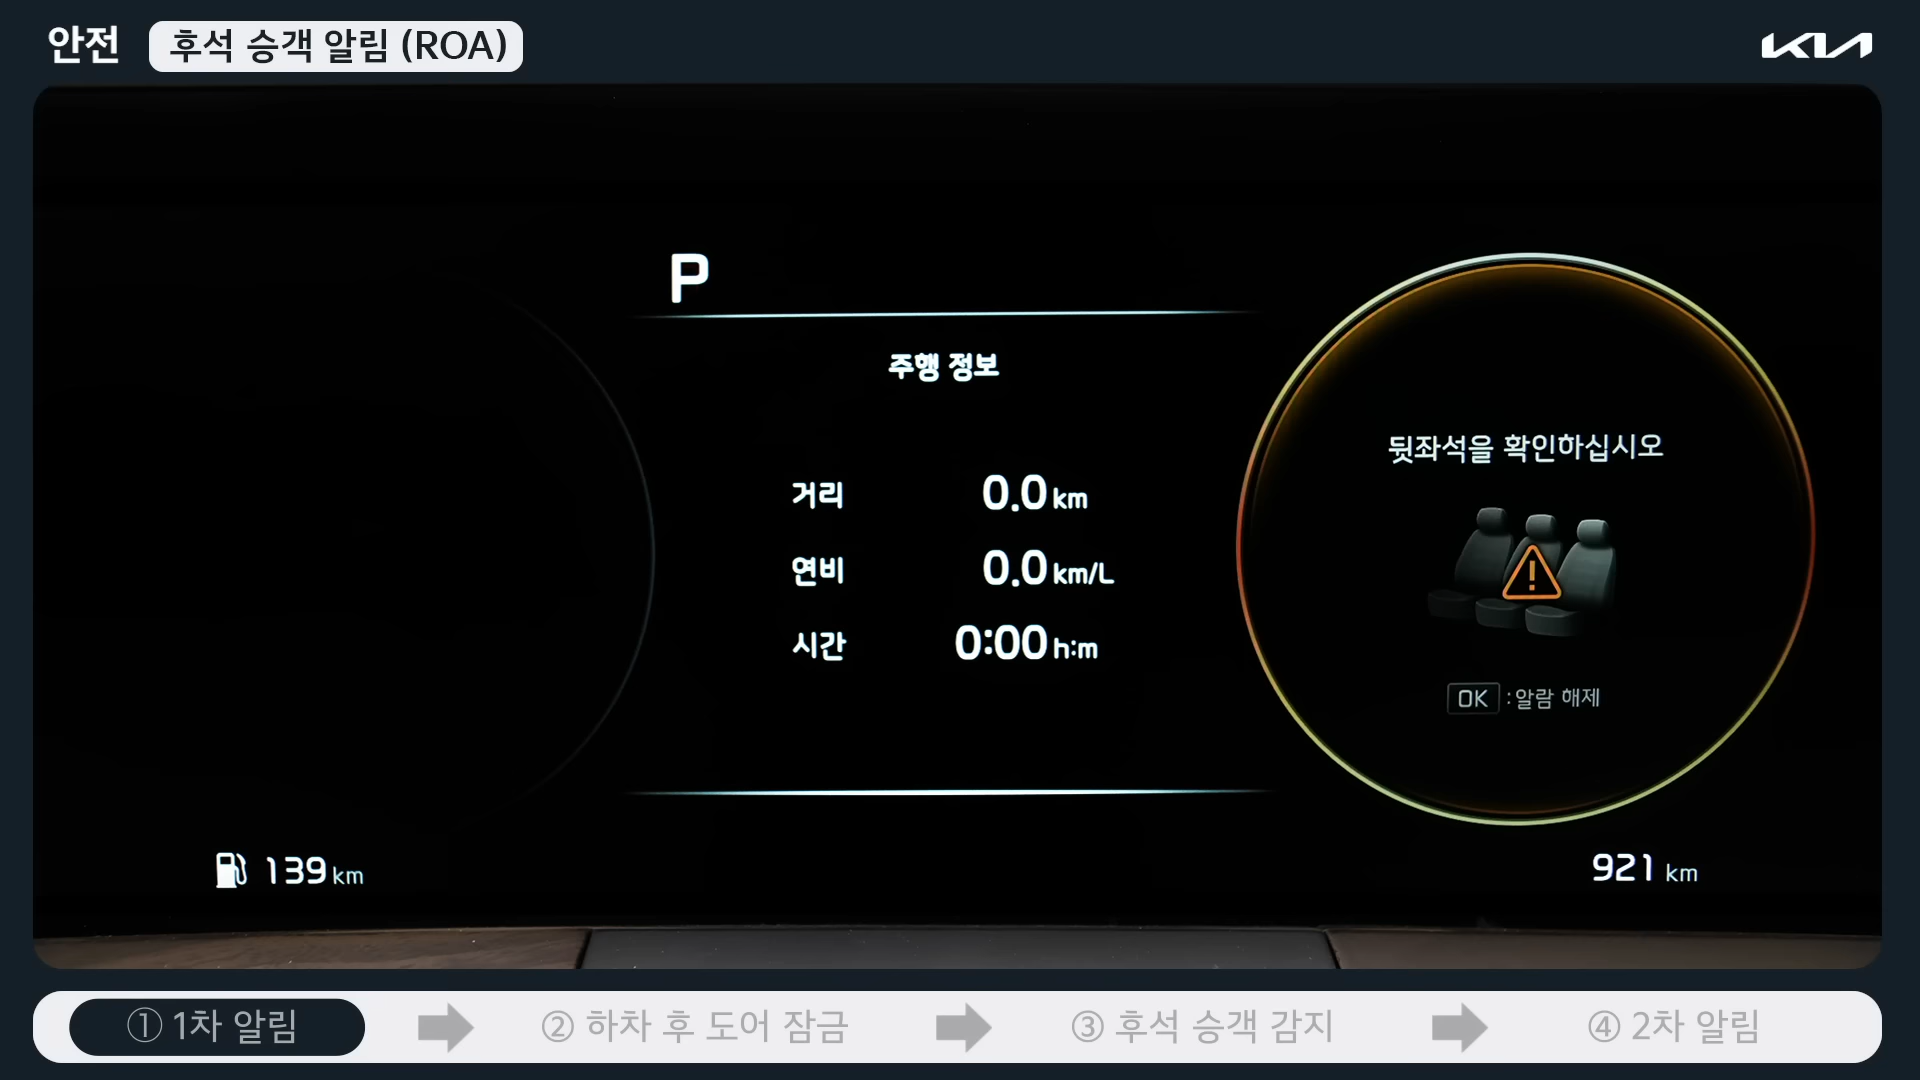 안전 후석 승객 알림 (ROA)
KIA
P
주행 정보
거리 0.0 km
연비 0.0 km/L
시간 0:00 h:m
뒷좌석을 확인하십시오
OK : 알람 해제
139 km
921 km
① 1차 알림
② 하차 후 도어 잠금
③ 후석 승객 감지
④ 2차 알림